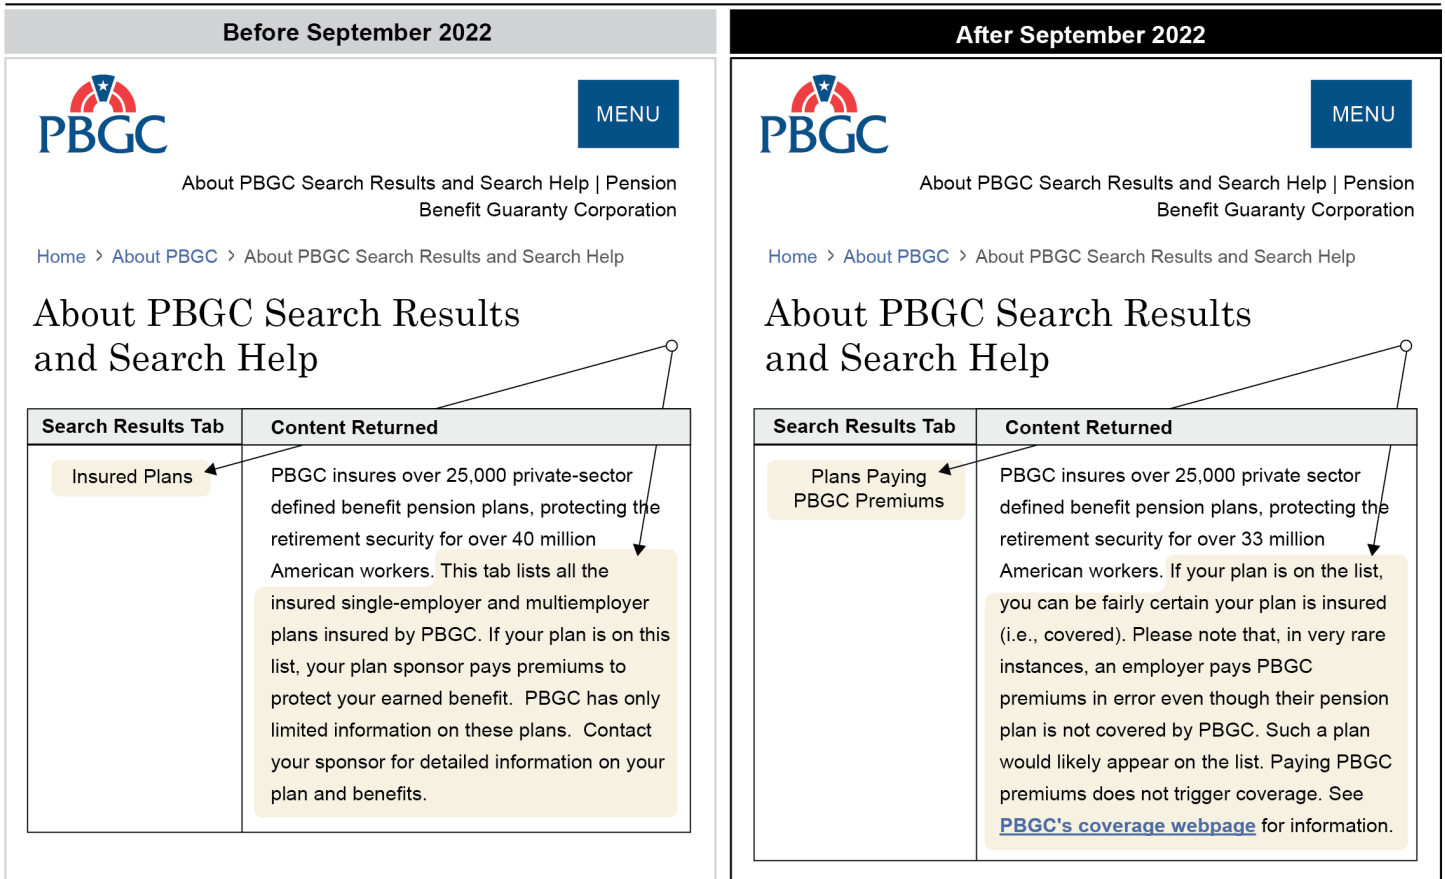 Before September 2022
PBGC
MENU
About PBGC Search Results and Search Help | Pension
Benefit Guaranty Corporation
Home > About PBGC > About PBGC Search Results and Search Help
About PBGC Search Results
and Search Help
Search Results Tab
Content Returned
Insured Plans
PBGC insures over 25,000 private-sector
defined benefit pension plans, protecting the
retirement security for over 40 million
American workers. This tab lists all the
insured single-employer and multiemployer
plans insured by PBGC. If your plan is on this
list, your plan sponsor pays premiums to
protect your earned benefit.  PBGC has only
limited information on these plans.  Contact
your sponsor for detailed information on your
plan and benefits.
After September 2022
PBGC
MENU
About PBGC Search Results and Search Help | Pension
Benefit Guaranty Corporation
Home > About PBGC > About PBGC Search Results and Search Help
About PBGC Search Results
and Search Help
Search Results Tab
Content Returned
Plans Paying
PBGC Premiums
PBGC insures over 25,000 private sector
defined benefit pension plans, protecting the
retirement security for over 33 million
American workers. If your plan is on the list,
you can be fairly certain your plan is insured
(i.e., covered). Please note that, in very rare
instances, an employer pays PBGC
premiums in error even though their pension
plan is not covered by PBGC. Such a plan
would likely appear on the list. Paying PBGC
premiums does not trigger coverage. See
PBGC's coverage webpage for information.